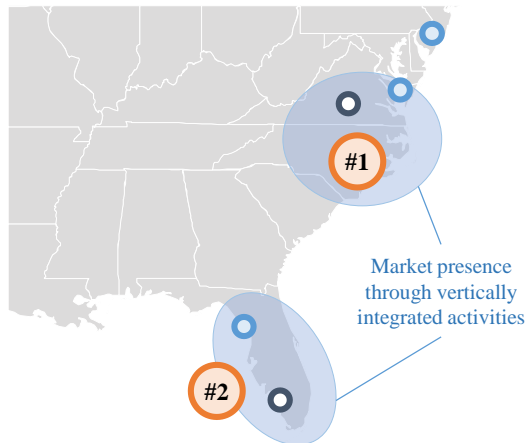 #1
Market presence
through vertically
integrated activities
#2